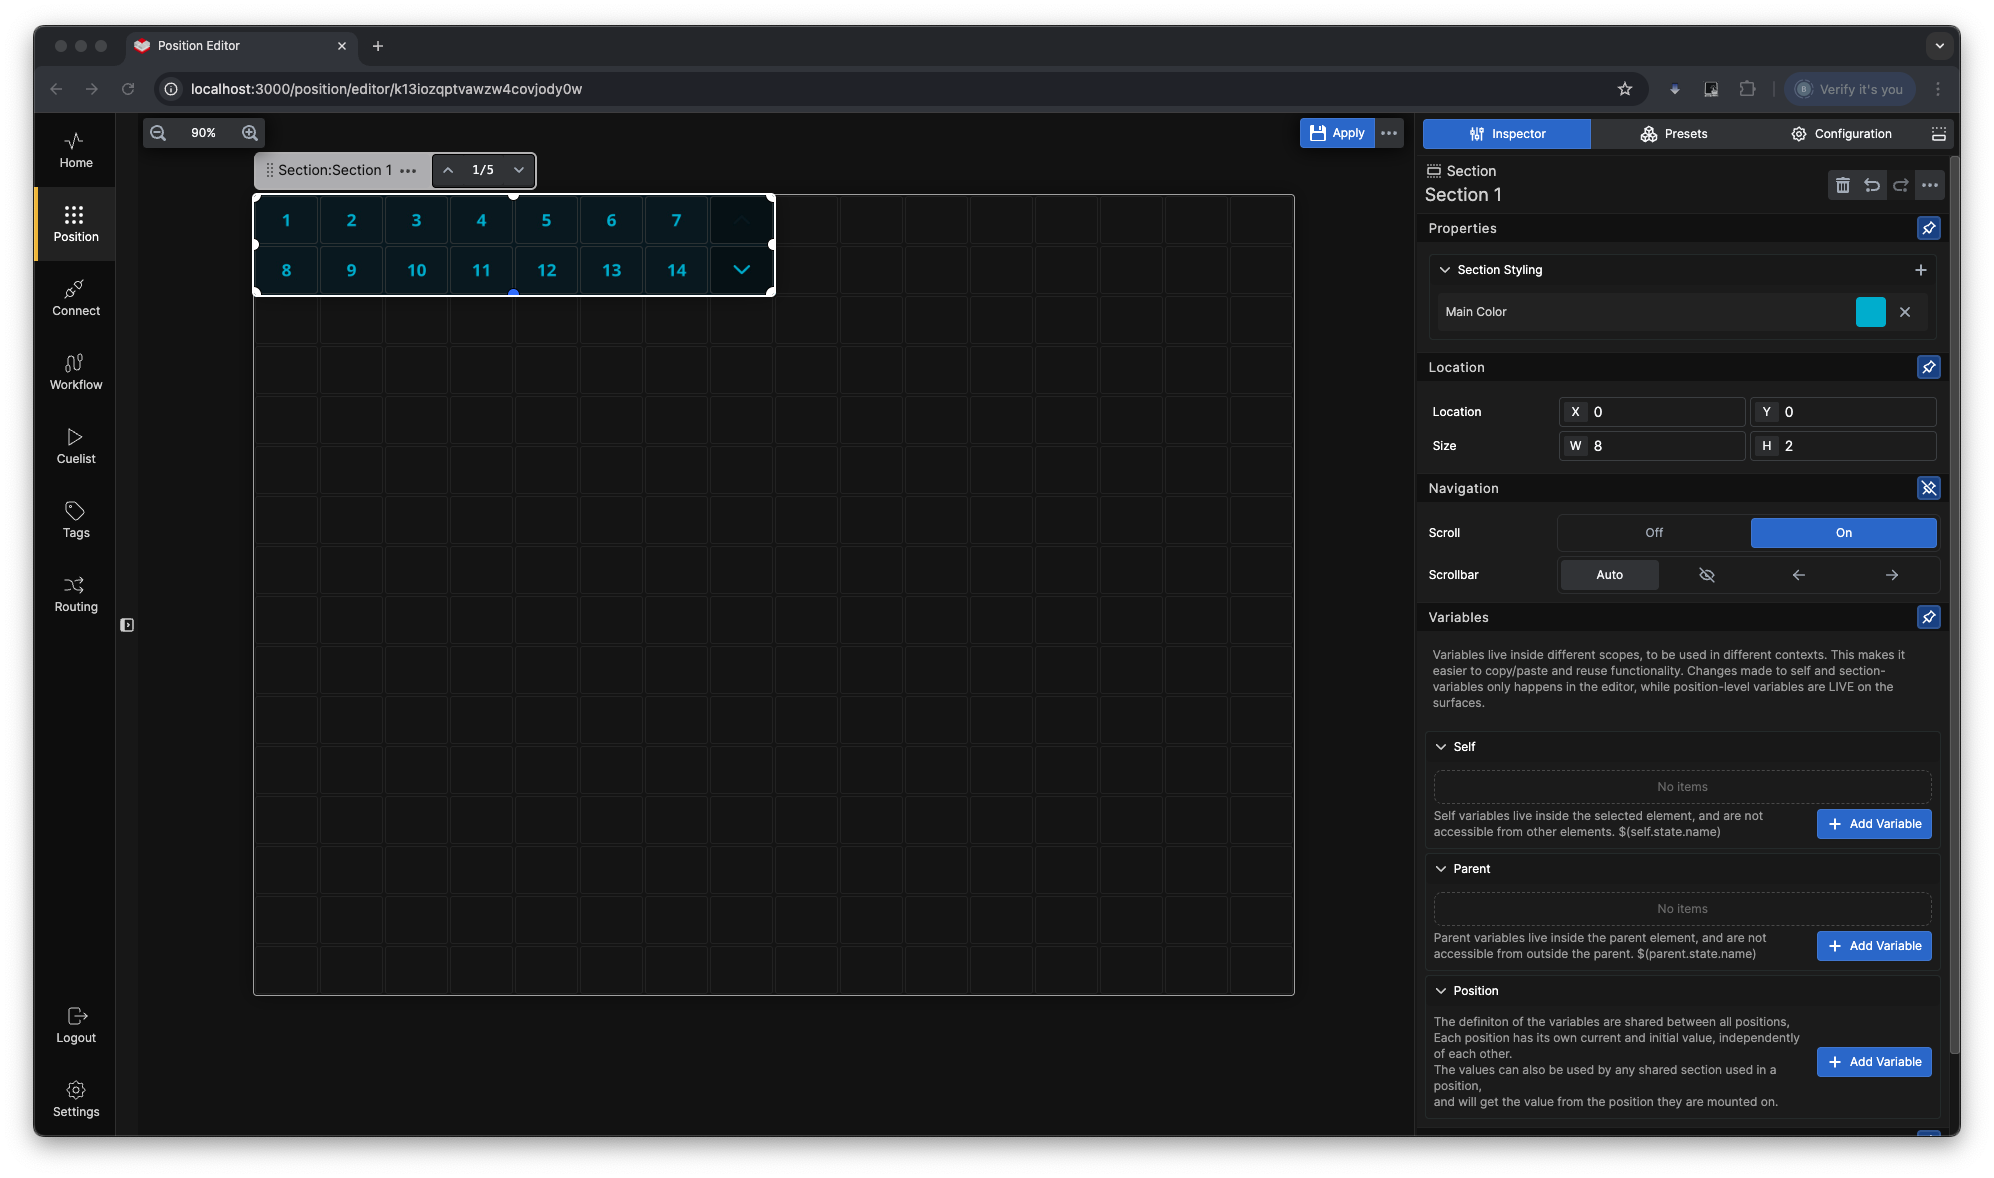 Position Editor
localhost:3000/position/editor/k13iozqptvawzw4covjody0w
Verify it's you
Home
Position
Connect
Workflow
Cuelist
Tags
Routing
Logout
Settings
90%
Apply
Section:Section 1
1/5
1 2 3 4 5 6 7
8 9 10 11 12 13 14
Inspector
Presets
Configuration
Section
Section 1
Properties
Section Styling
Main Color
Location
Location X 0 Y 0
Size W 8 H 2
Navigation
Scroll Off On
Scrollbar Auto
Variables
Variables live inside different scopes, to be used in different contexts. This makes it
easier to copy/paste and reuse functionality. Changes made to self and section-
variables only happens in the editor, while position-level variables are LIVE on the
surfaces.
Self
No items
Self variables live inside the selected element, and are not
accessible from other elements. $(self.state.name)
Add Variable
Parent
No items
Parent variables live inside the parent element, and are not
accessible from outside the parent. $(parent.state.name)
Add Variable
Position
The definiton of the variables are shared between all positions,
Each position has its own current and initial value, independently
of each other.
The values can also be used by any shared section used in a
position,
and will get the value from the position they are mounted on.
Add Variable